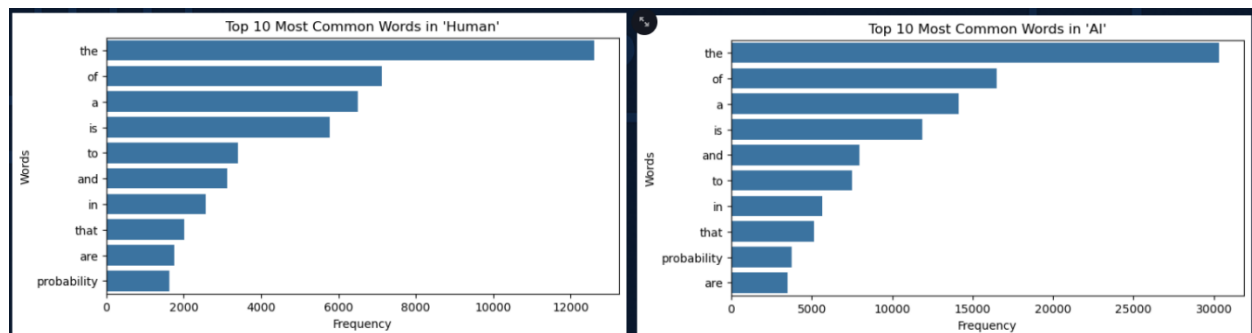 Top 10 Most Common Words in 'Human'
the
of
a
is
to
and
in
that
are
probability
Words
0 2000 4000 6000 8000 10000 12000
Frequency
Top 10 Most Common Words in 'AI'
the
of
a
is
and
to
in
that
probability
are
Words
0 5000 10000 15000 20000 25000 30000
Frequency